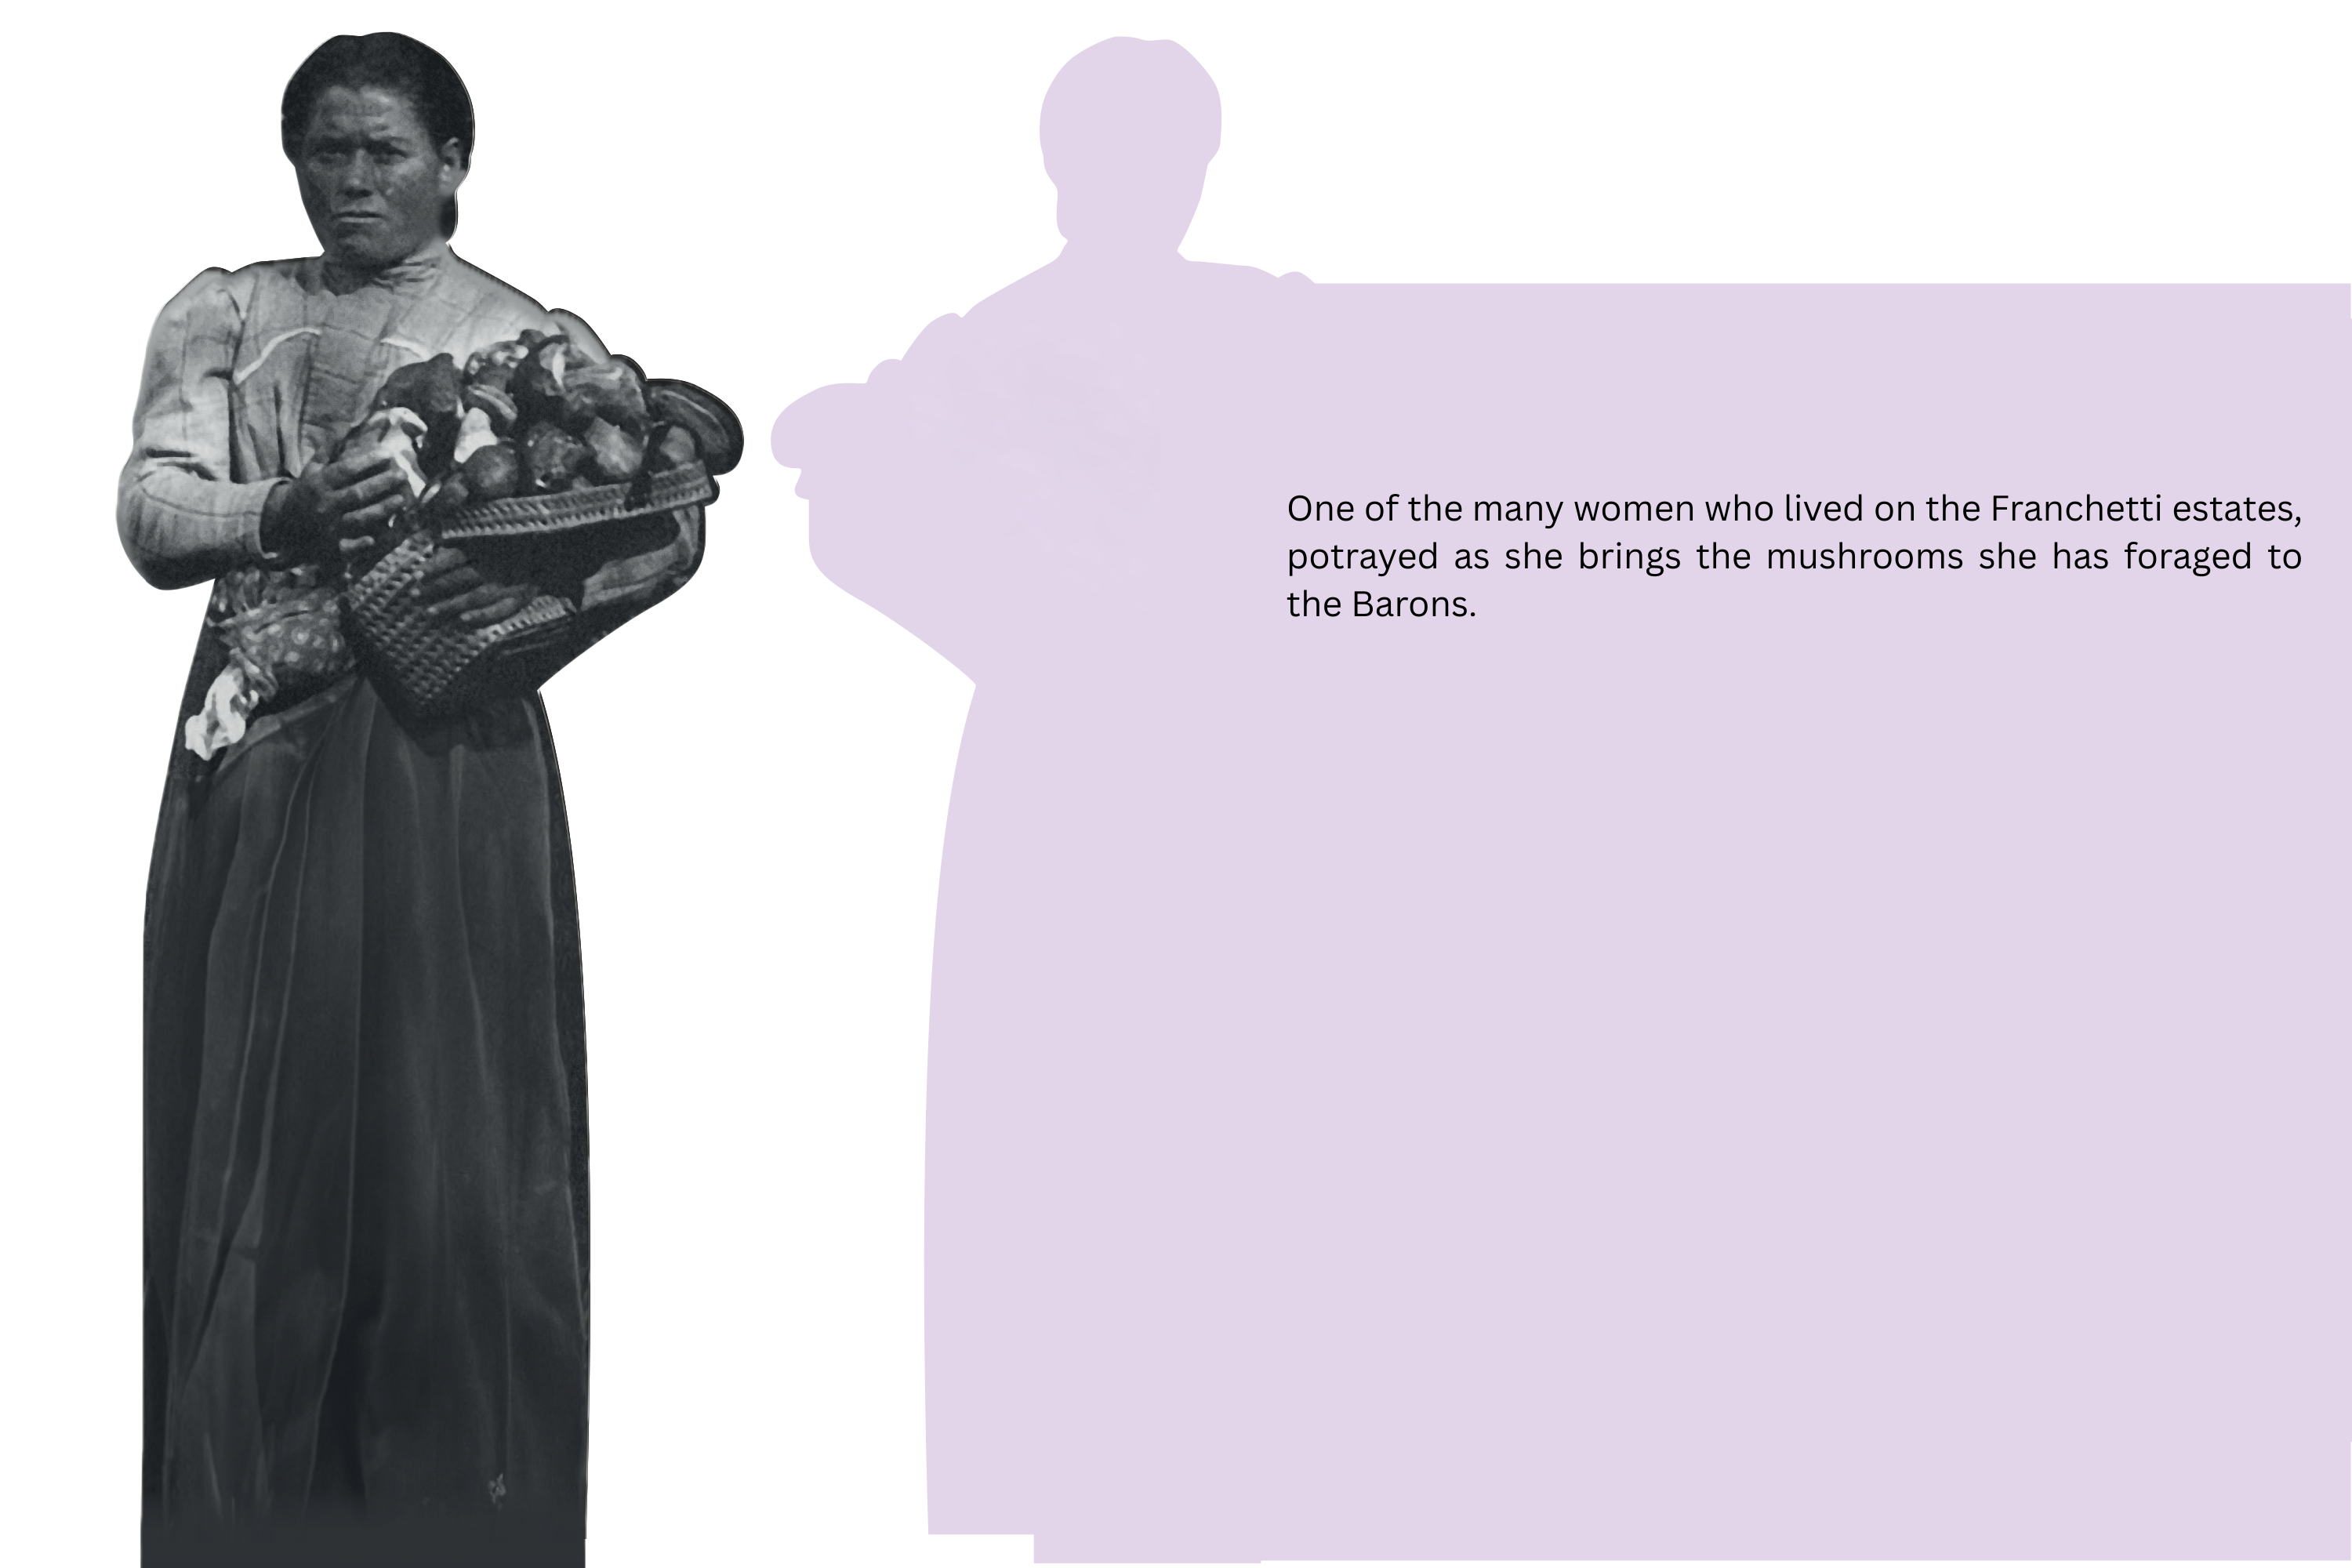 One of the many women who lived on the Franchetti estates,
potrayed as she brings the mushrooms she has foraged to
the Barons.